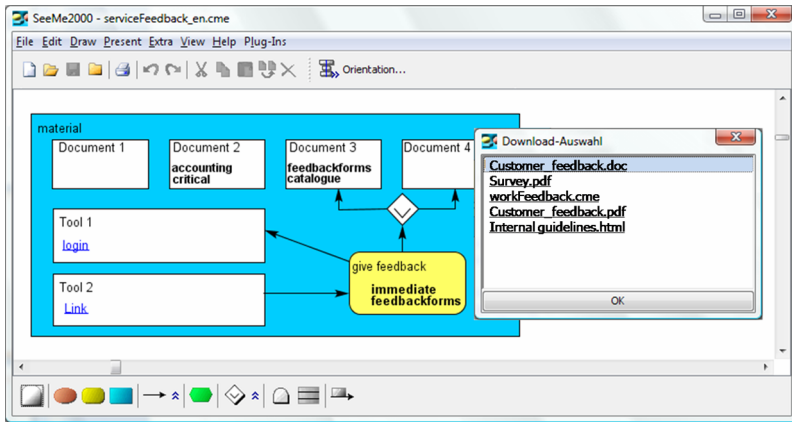 SeeMe2000 - serviceFeedback_en.cme
File Edit Draw Present Extra View Help Plug-Ins
Orientation...
material
Document 1
Document 2
accounting
critical
Document 3
feedbackforms
catalogue
Document 4
Tool 1
login
Tool 2
Link
give feedback
immediate
feedbackforms
Download-Auswahl
Customer_feedback.doc
Survey.pdf
workFeedback.cme
Customer_feedback.pdf
Internal guidelines.html
OK